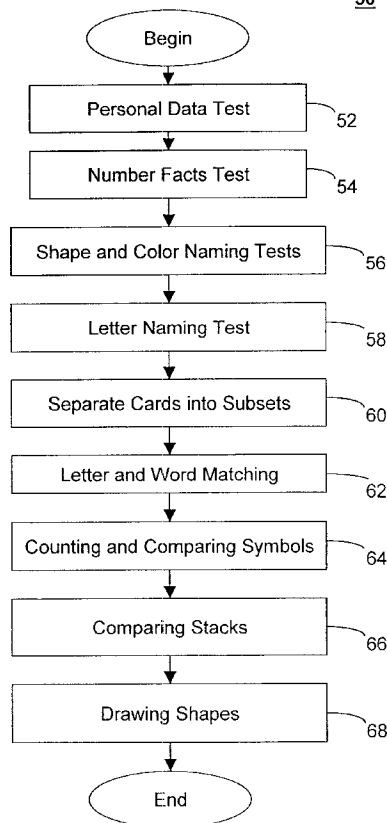 50
Begin
Personal Data Test
52
Number Facts Test
54
Shape and Color Naming Tests
56
Letter Naming Test
58
Separate Cards into Subsets
60
Letter and Word Matching
62
Counting and Comparing Symbols
64
Comparing Stacks
66
Drawing Shapes
68
End